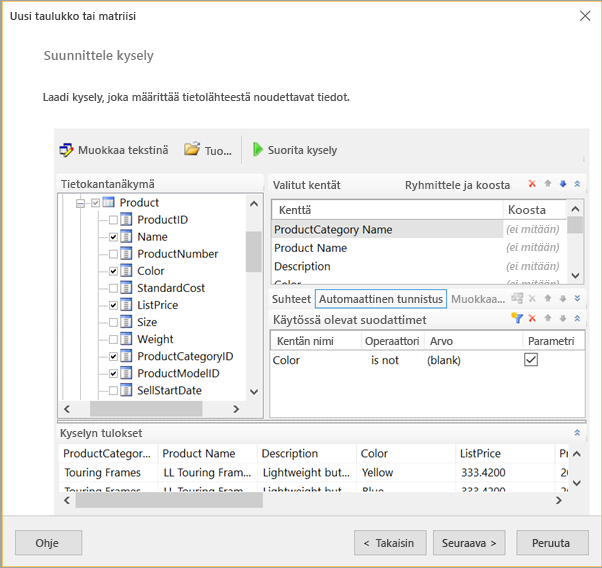 Uusi taulukko tai matriisi
Suunnittele kysely
Laadi kysely, joka määrittää tietolähteestä noudettavat tiedot.
Muokkaa tekstinä Tuo... Suorita kysely
Tietokantanäkymä
Product
ProductID
Name
ProductNumber
Color
StandardCost
ListPrice
Size
Weight
ProductCategoryID
ProductModelID
SellStartDate
Valitut kentät Ryhmittele ja koosta
Kenttä Koosta
ProductCategory Name (ei mitään)
Product Name (ei mitään)
Description (ei mitään)
Color (ei mitään)
Suhteet Automaattinen tunnistus Muokkaa...
Käytössä olevat suodattimet
Kentän nimi Operaattori Arvo Parametri
Color is not (blank)
Kyselyn tulokset
ProductCategor... Product Name Description Color ListPrice
Touring Frames LL Touring Fram... Lightweight but... Yellow 333.4200
Touring Frames LL Touring Fram... Lightweight but... Blue 333.4200
Ohje < Takaisin Seuraava > Peruuta